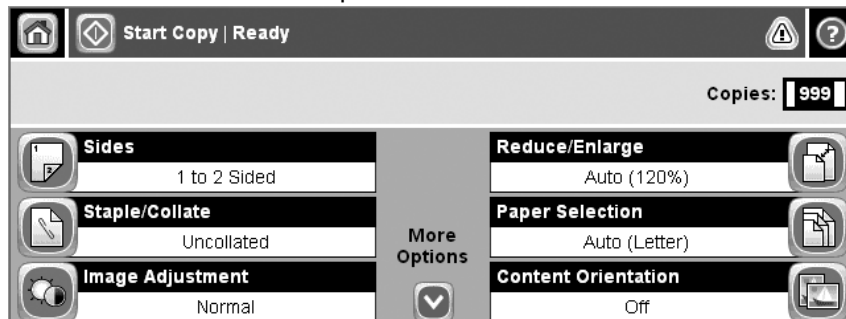 Start Copy | Ready
?
Copies: 999
Sides
1 to 2 Sided
Staple/Collate
Uncollated
Image Adjustment
Normal
More
Options
Reduce/Enlarge
Auto (120%)
Paper Selection
Auto (Letter)
Content Orientation
Off